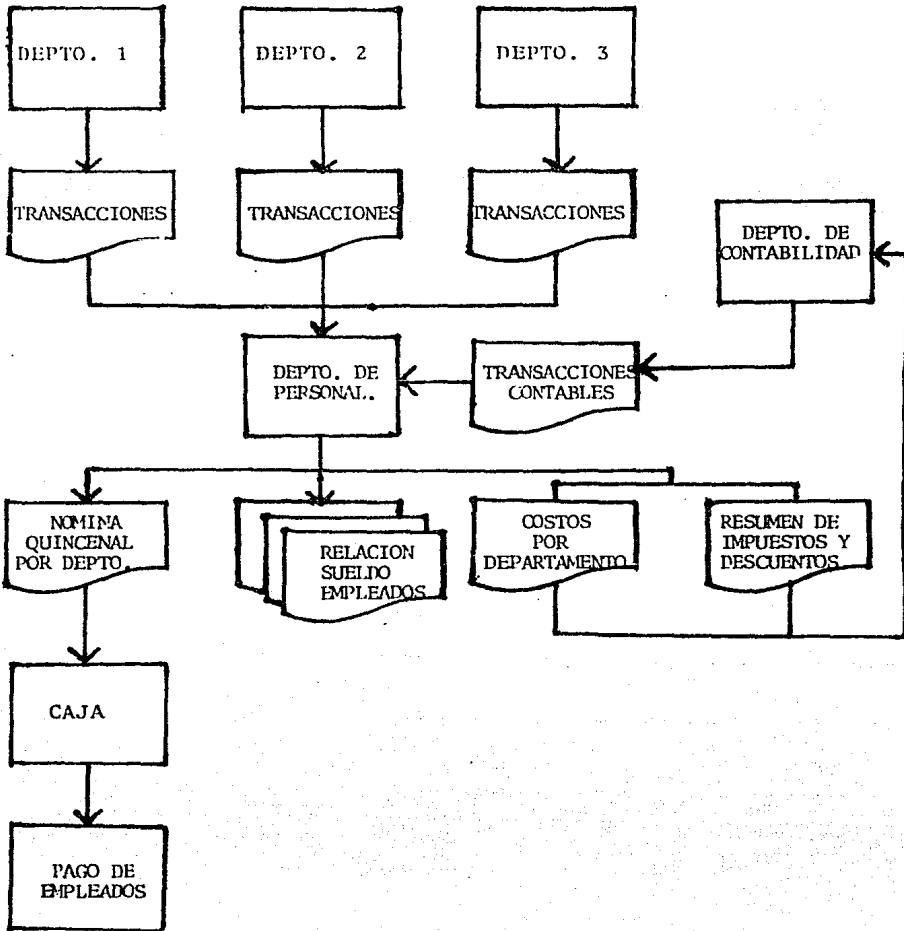 DEPTO. 1
DEPTO. 2
DEPTO. 3
TRANSACCIONES
TRANSACCIONES
TRANSACCIONES
DEPTO. DE
CONTABILIDAD
DEPTO. DE
PERSONAL.
TRANSACCIONES
CONTABLES
NOMINA
QUINCENAL
POR DEPTO.
RELACION
SUELDO
EMPLEADOS
COSTOS
POR
DEPARTAMENTO
RESUMEN DE
IMPUESTOS Y
DESCUENTOS
CAJA
PAGO DE
EMPLEADOS